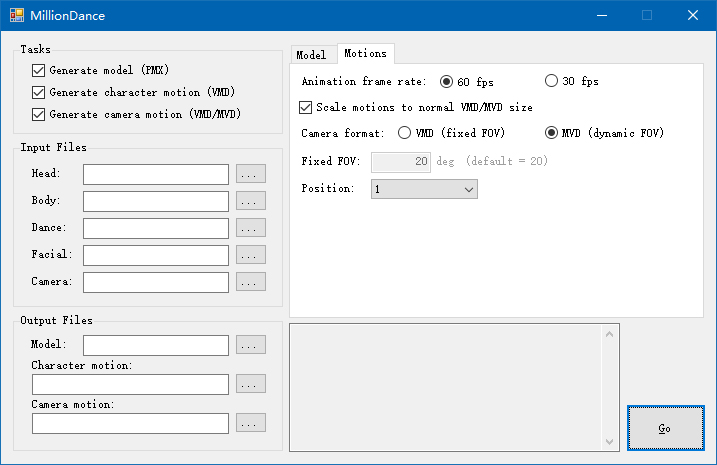 MillionDance
Tasks
Generate model (PMX)
Generate character motion (VMD)
Generate camera motion (VMD/MVD)
Input Files
Head: ...
Body: ...
Dance: ...
Facial: ...
Camera: ...
Output Files
Model: ...
Character motion:
...
Camera motion:
...
Model Motions
Animation frame rate: 60 fps 30 fps
Scale motions to normal VMD/MVD size
Camera format: VMD (fixed FOV) MVD (dynamic FOV)
Fixed FOV: 20 deg (default = 20)
Position: 1
Go